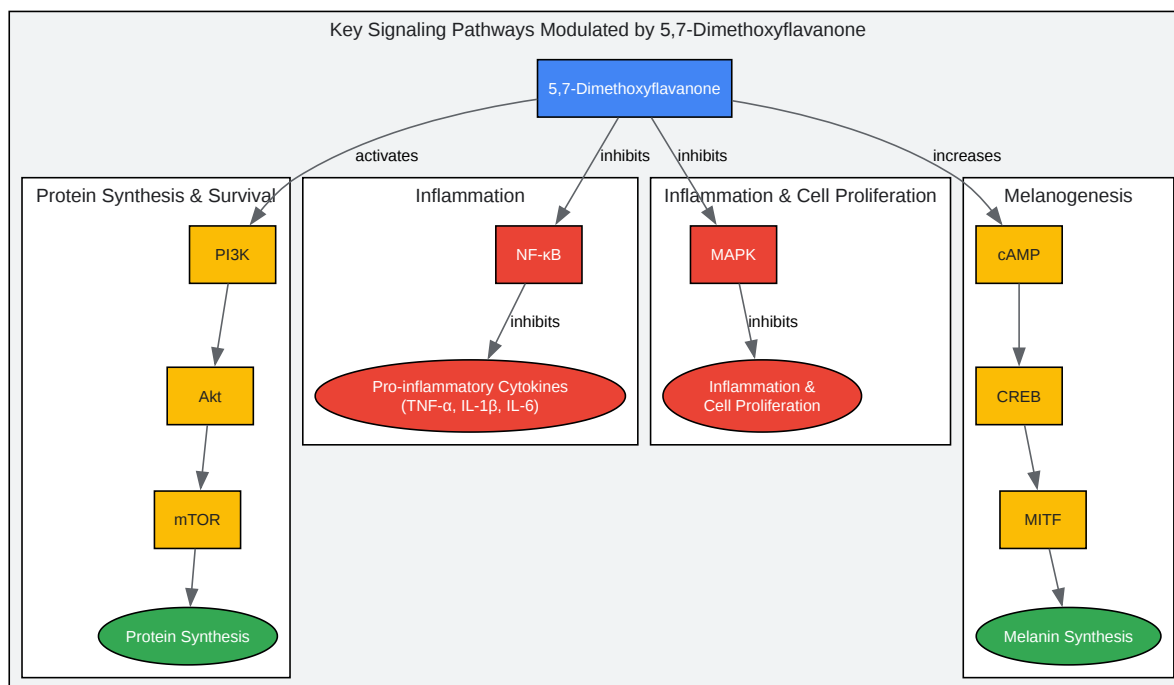 Key Signaling Pathways Modulated by 5,7-Dimethoxyflavanone
5,7-Dimethoxyflavanone
activates
inhibits
inhibits
increases
Protein Synthesis & Survival
Inflammation
Inflammation & Cell Proliferation
Melanogenesis
PI3K
NF-κB
MAPK
cAMP
inhibits
inhibits
Akt
Pro-inflammatory Cytokines
(TNF-α, IL-1β, IL-6)
Inflammation &
Cell Proliferation
CREB
mTOR
MITF
Protein Synthesis
Melanin Synthesis